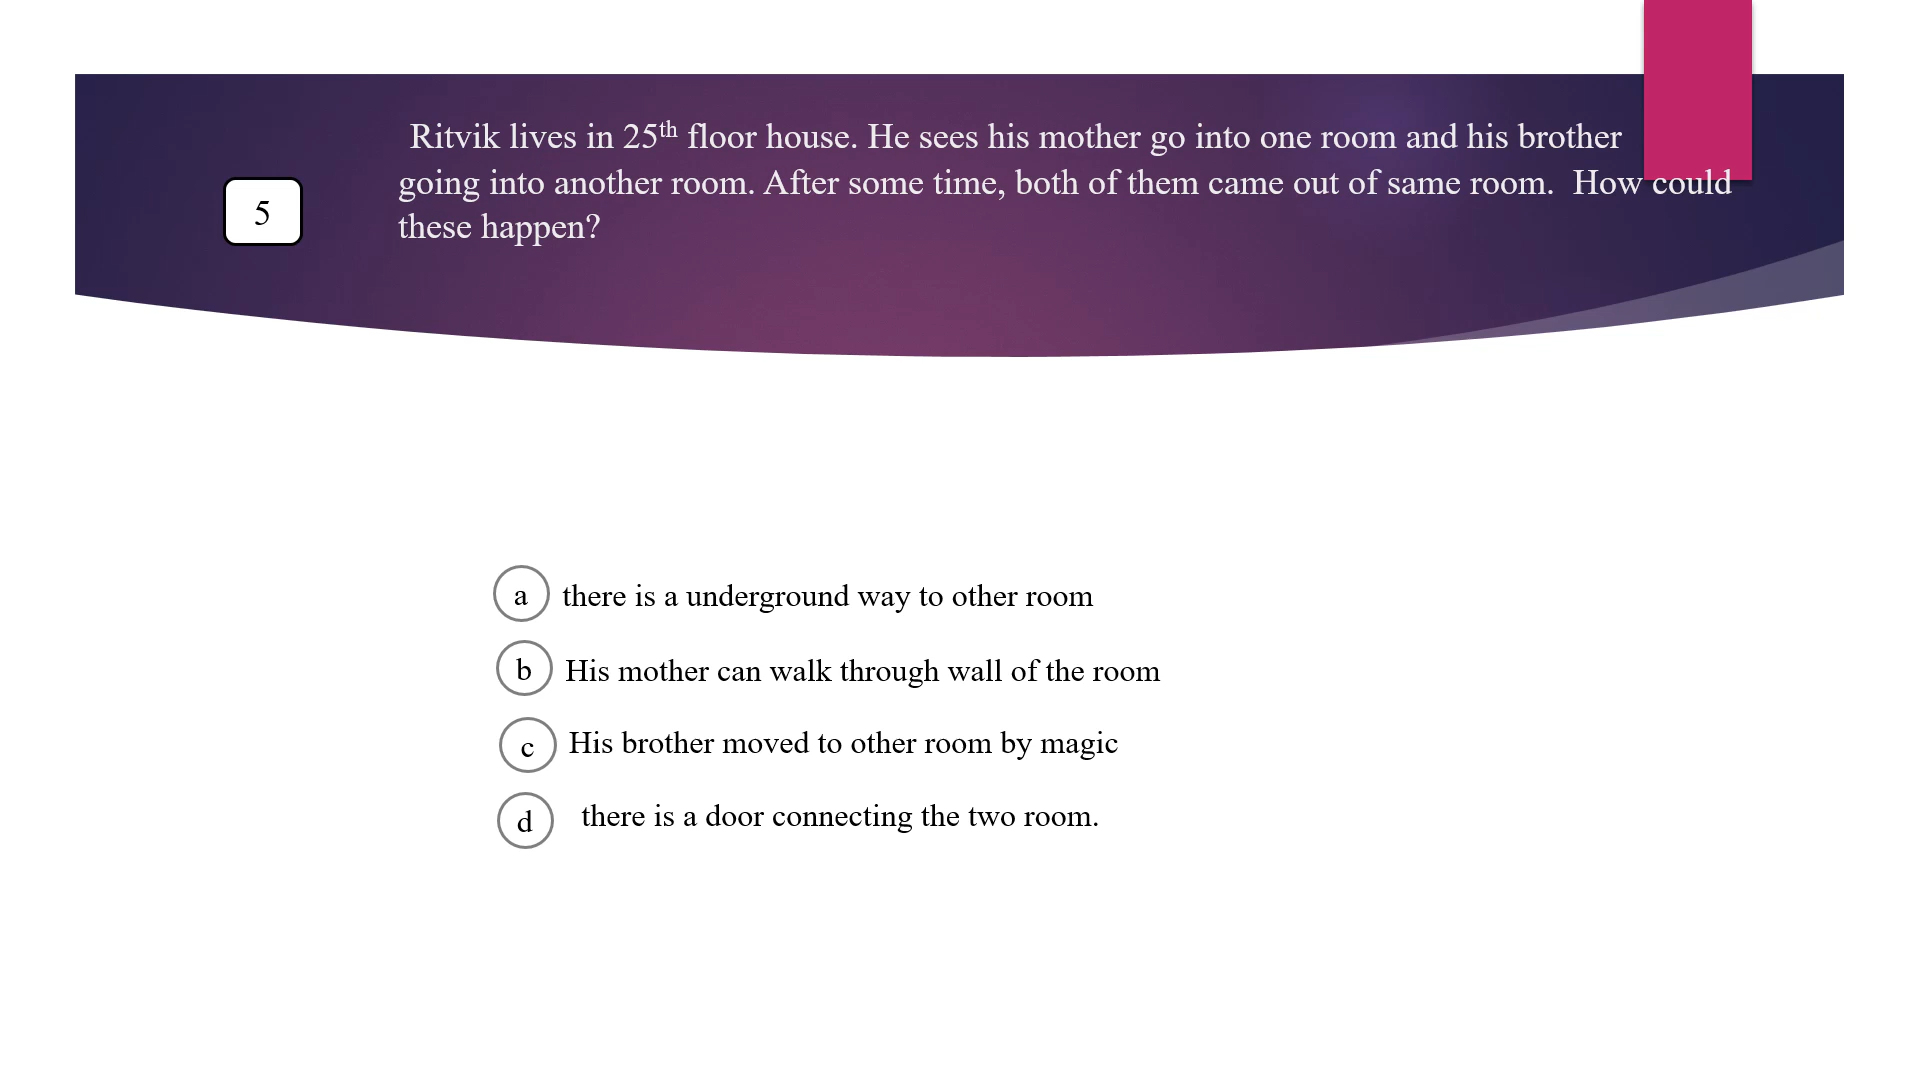 Ritvik lives in 25th floor house. He sees his mother go into one room and his brother
going into another room. After some time, both of them came out of same room. How could
these happen?
5
a there is a underground way to other room
b His mother can walk through wall of the room
c His brother moved to other room by magic
d there is a door connecting the two room.